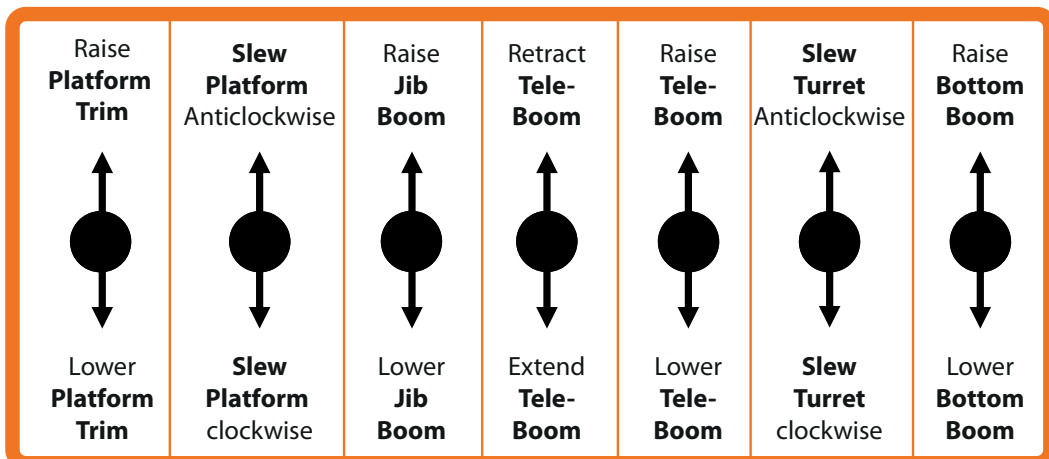 Raise
Platform
Trim
Slew
Platform
Anticlockwise
Raise
Jib
Boom
Retract
Tele-
Boom
Raise
Tele-
Boom
Slew
Turret
Anticlockwise
Raise
Bottom
Boom
Lower
Platform
Trim
Slew
Platform
clockwise
Lower
Jib
Boom
Extend
Tele-
Boom
Lower
Tele-
Boom
Slew
Turret
clockwise
Lower
Bottom
Boom